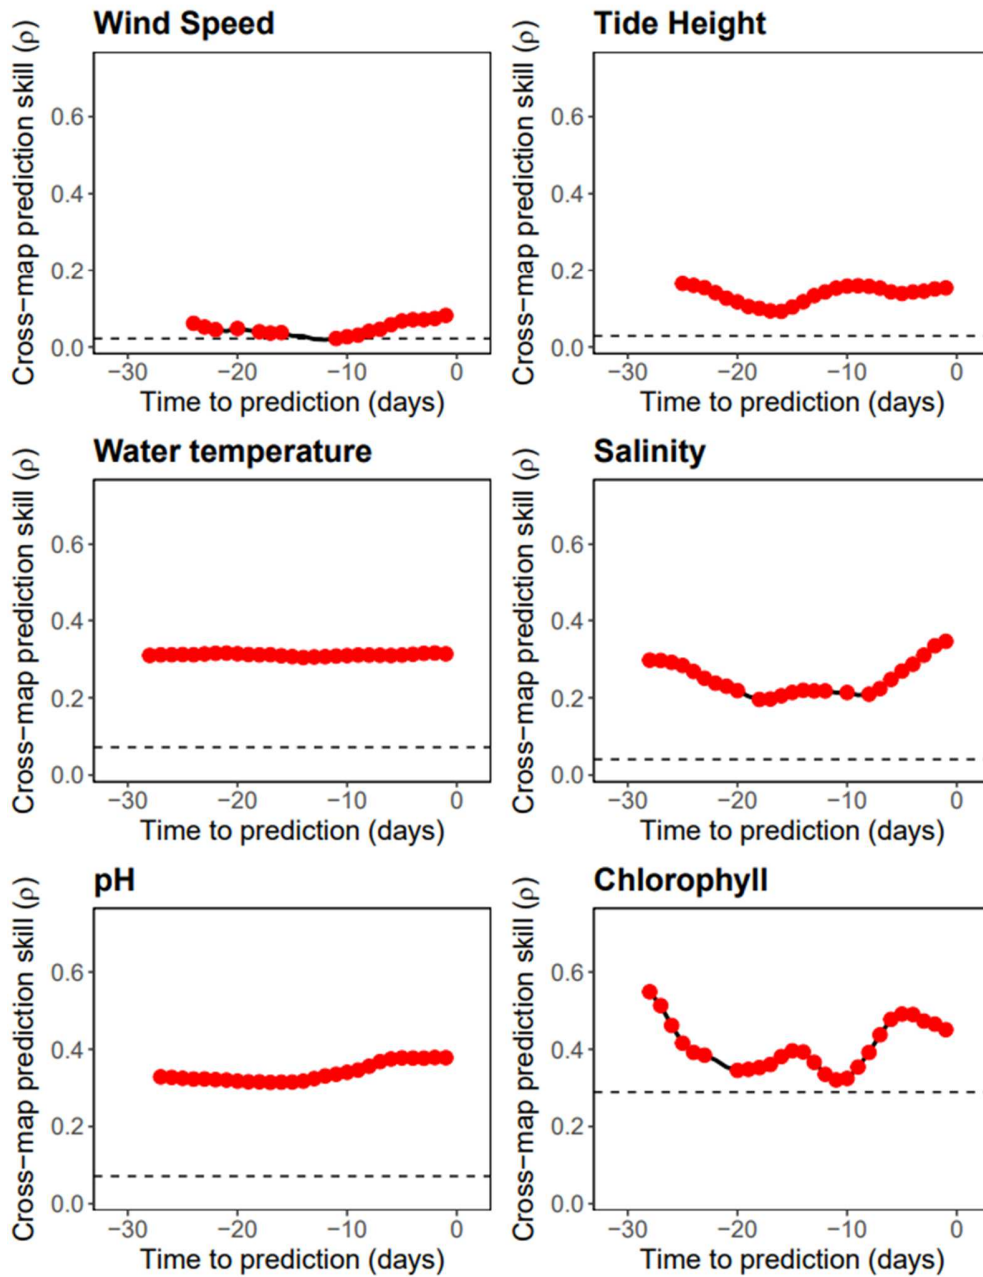 Wind Speed
Cross−map prediction skill (ρ)
0.6
0.4
0.2
0.0
−30 −20 −10 0
Time to prediction (days)
Tide Height
Cross−map prediction skill (ρ)
0.6
0.4
0.2
0.0
−30 −20 −10 0
Time to prediction (days)
Water temperature
Cross−map prediction skill (ρ)
0.6
0.4
0.2
0.0
−30 −20 −10 0
Time to prediction (days)
Salinity
Cross−map prediction skill (ρ)
0.6
0.4
0.2
0.0
−30 −20 −10 0
Time to prediction (days)
pH
Cross−map prediction skill (ρ)
0.6
0.4
0.2
0.0
−30 −20 −10 0
Time to prediction (days)
Chlorophyll
Cross−map prediction skill (ρ)
0.6
0.4
0.2
0.0
−30 −20 −10 0
Time to prediction (days)